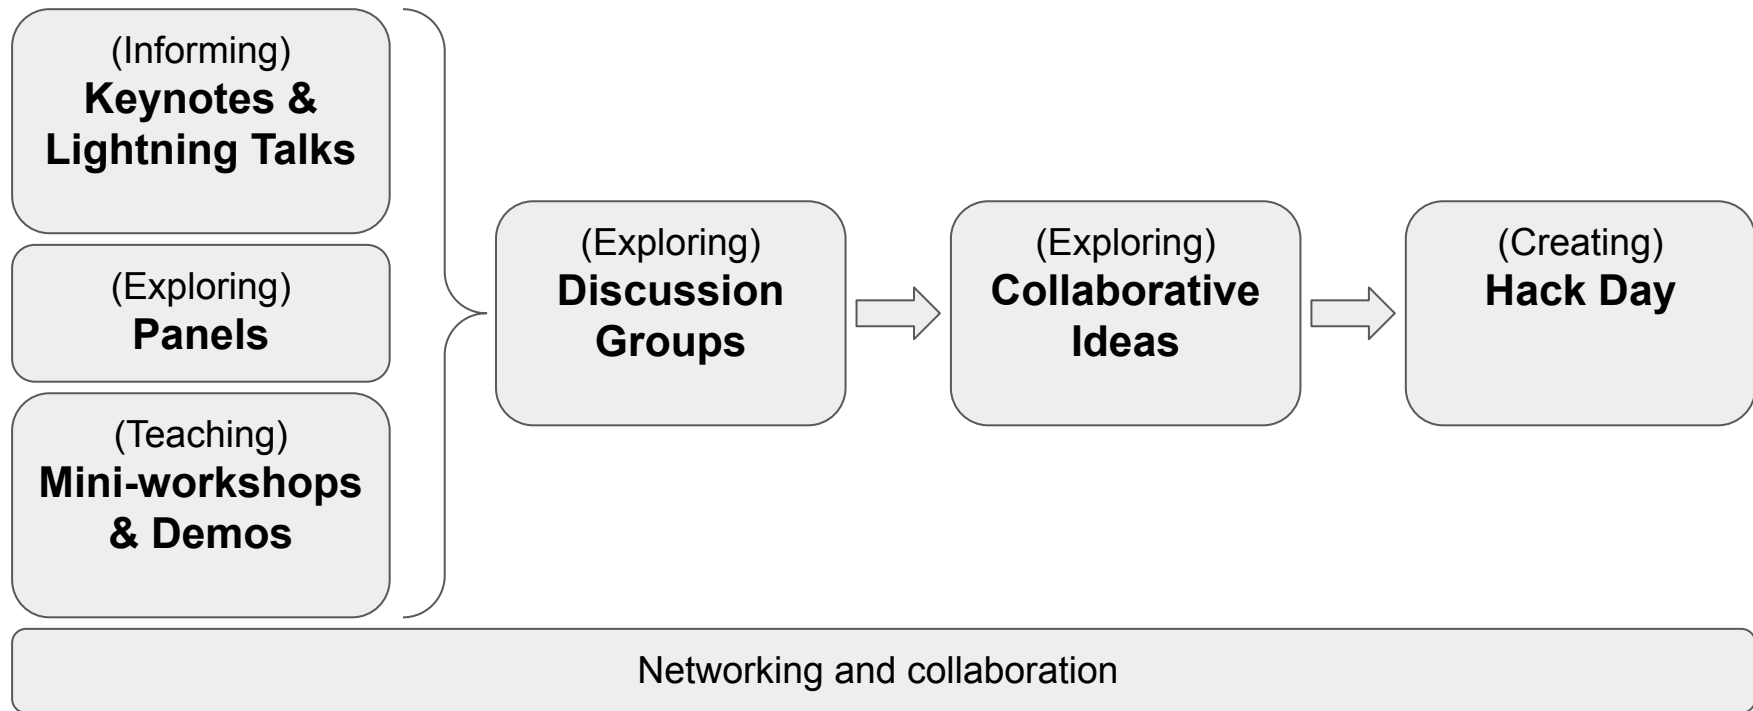 (Informing)
Keynotes &
Lightning Talks
(Exploring)
Panels
(Teaching)
Mini-workshops
& Demos
(Exploring)
Discussion
Groups
(Exploring)
Collaborative
Ideas
(Creating)
Hack Day
Networking and collaboration